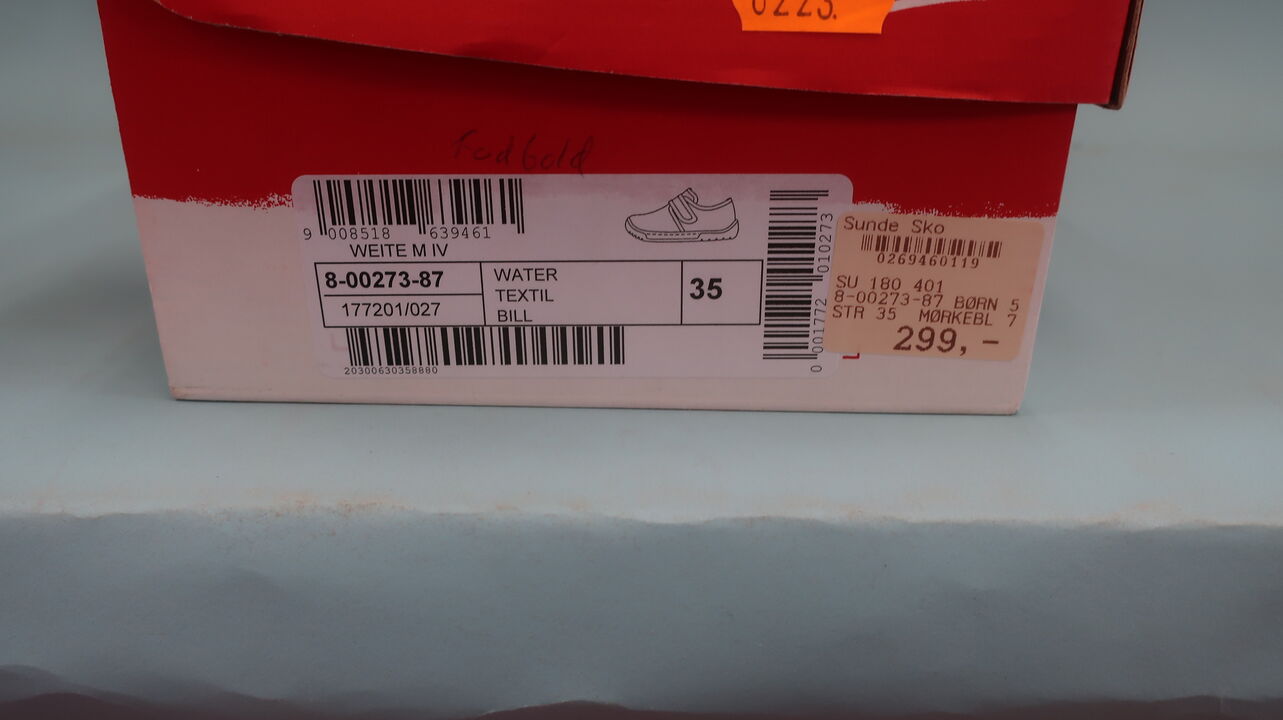 0223.
Fodbold
9 008518 639461
WEITE M IV
8-00273-87
177201/027
WATER
TEXTIL
BILL
35
20300630358880
0 001772 010273
Sunde Sko
0269460119
SU 180 401
8-00273-87 BØRN 5
STR 35 MØRKEBL 7
299,-